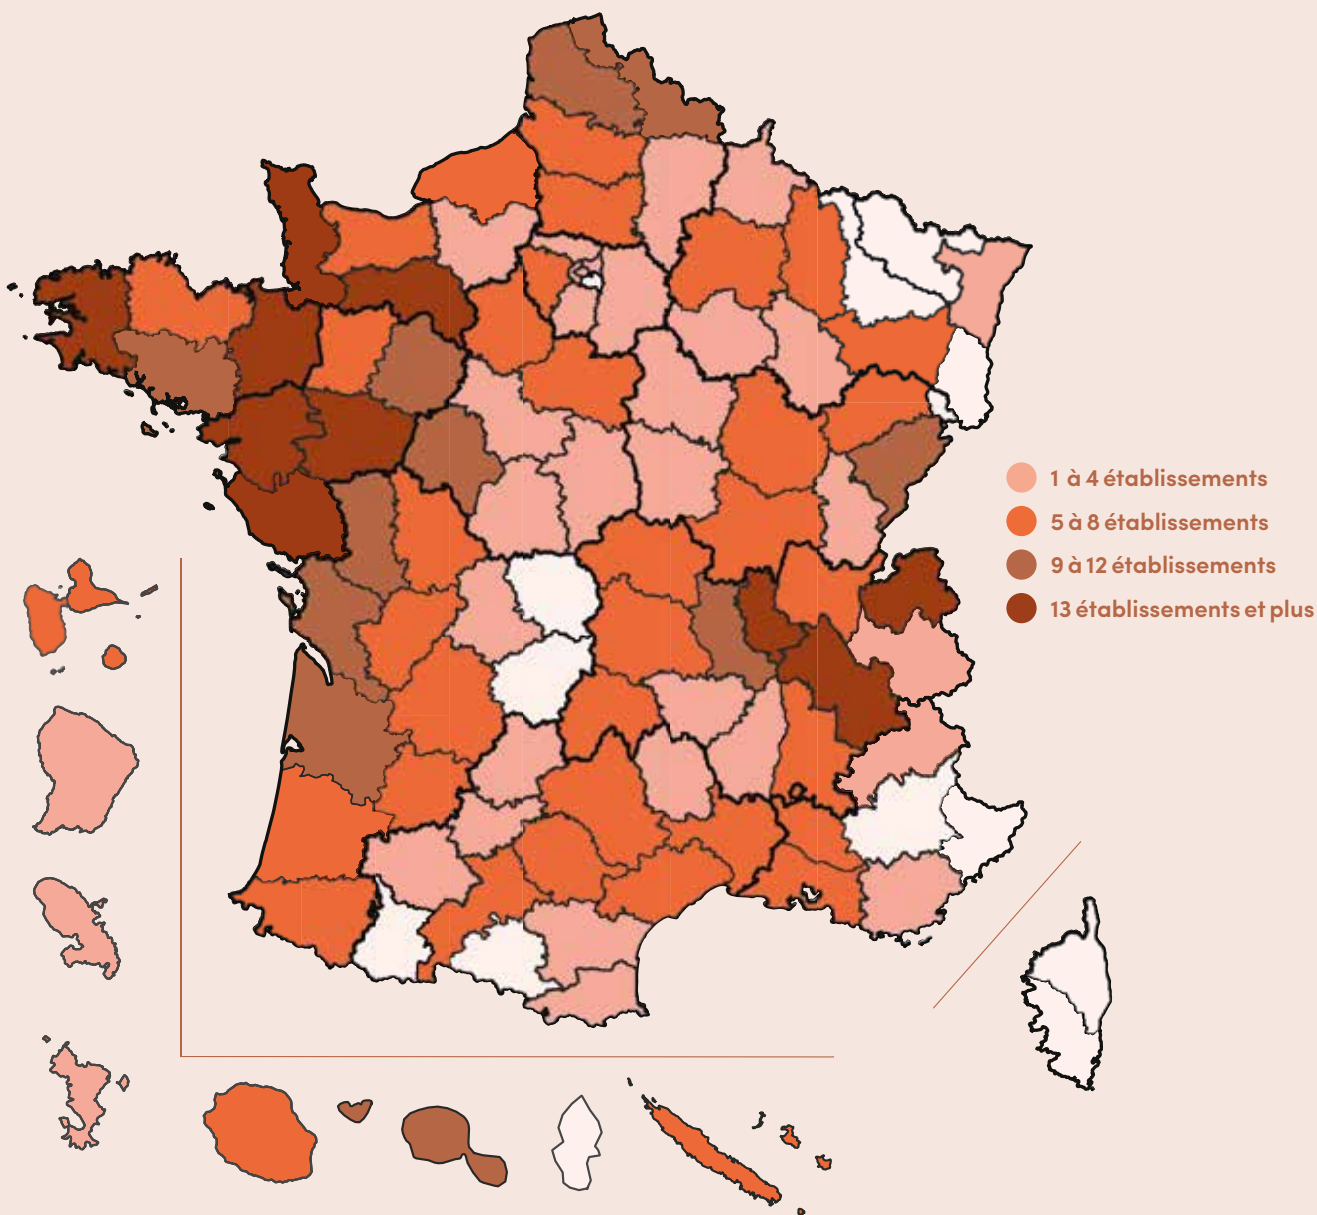 1 à 4 établissements
5 à 8 établissements
9 à 12 établissements
13 établissements et plus